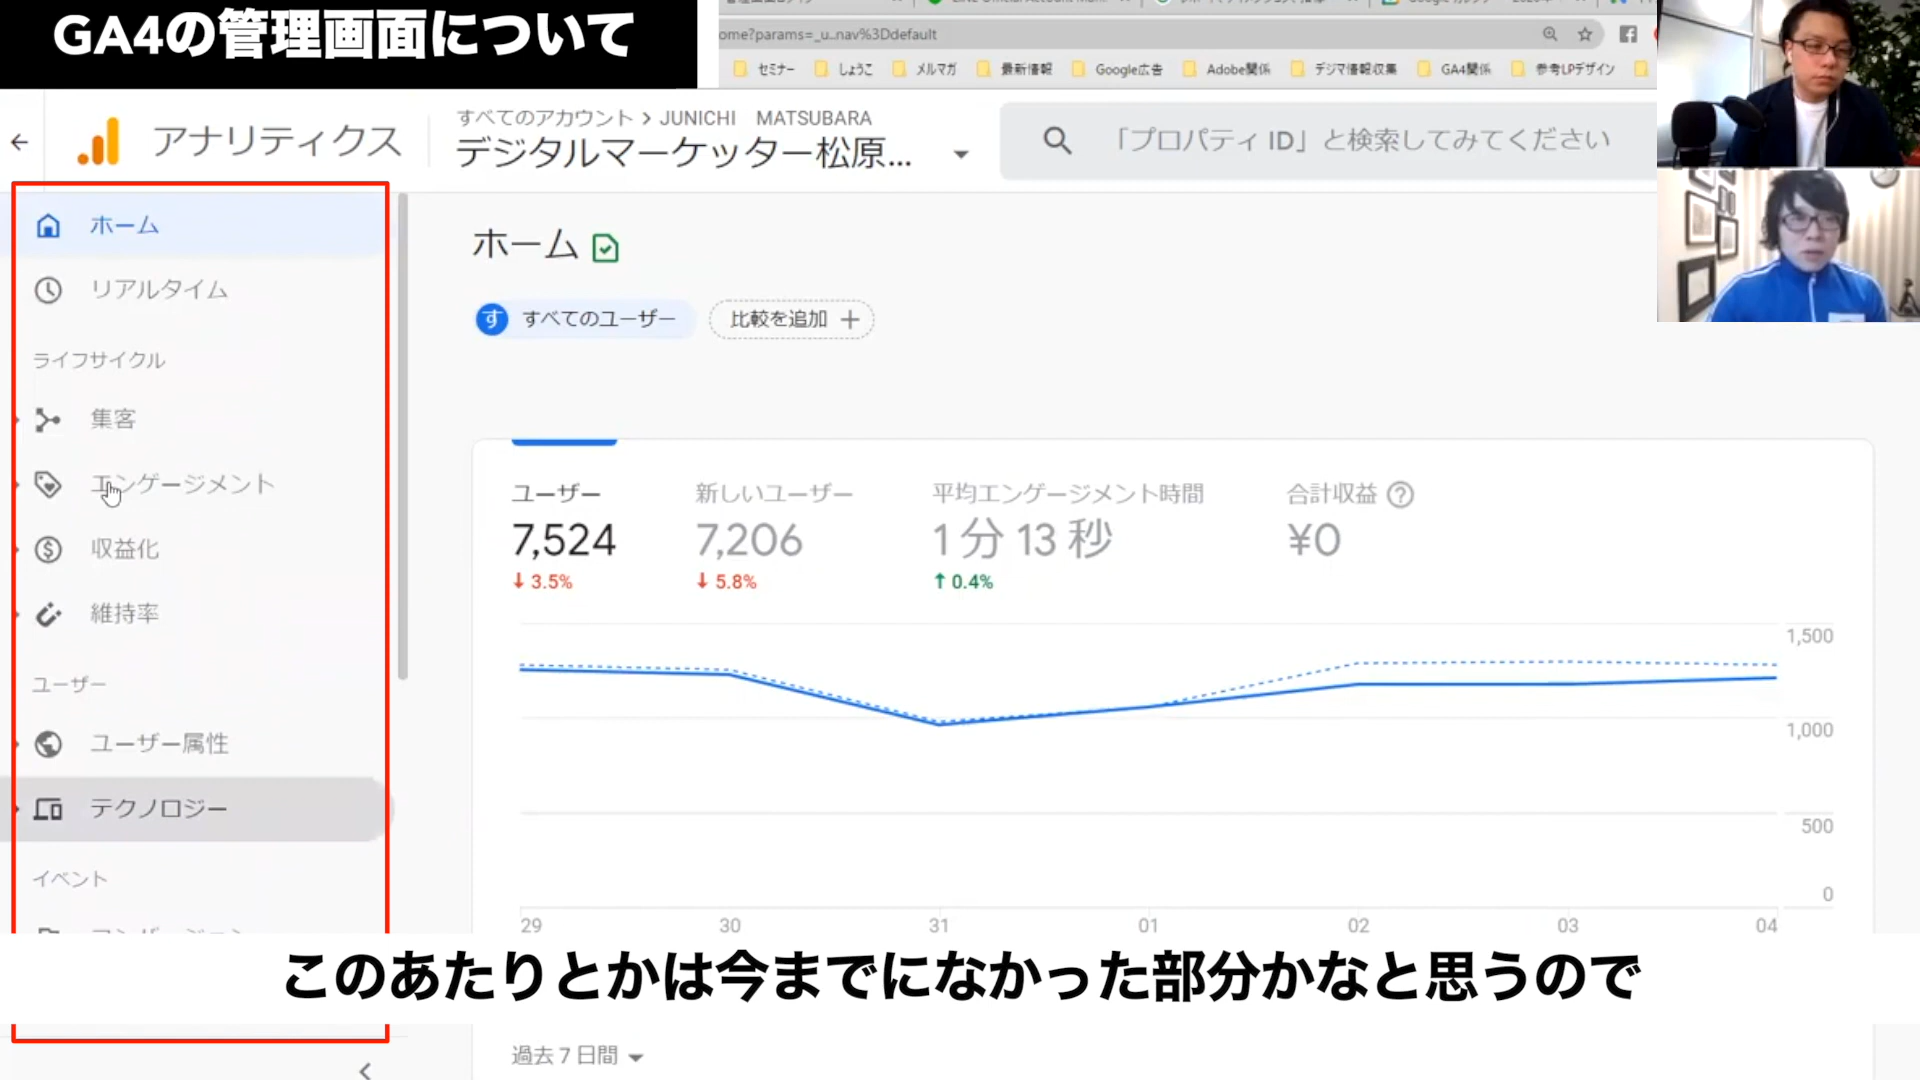 GA4の管理画面について
ome?params=_u..nav%3Ddefault
セミナー しょうこ メルマガ 最新情報 Google広告 Adobe関係 デジマ情報収集 GA4関係 参考LPデザイン
アナリティクス
すべてのアカウント > JUNICHI MATSUBARA
デジタルマーケッター松原...
「プロパティ ID」と検索してみてください
ホーム
リアルタイム
ライフサイクル
集客
エンゲージメント
収益化
維持率
ユーザー
ユーザー属性
テクノロジー
イベント
ホーム
す すべてのユーザー 比較を追加 +
ユーザー 新しいユーザー 平均エンゲージメント時間 合計収益
7,524 7,206 1 分 13 秒 ¥0
↓ 3.5% ↓ 5.8% ↑ 0.4%
1,500
1,000
500
0
29 30 31 01 02 03 04
このあたりとかは今までになかった部分かなと思うので
過去 7 日間